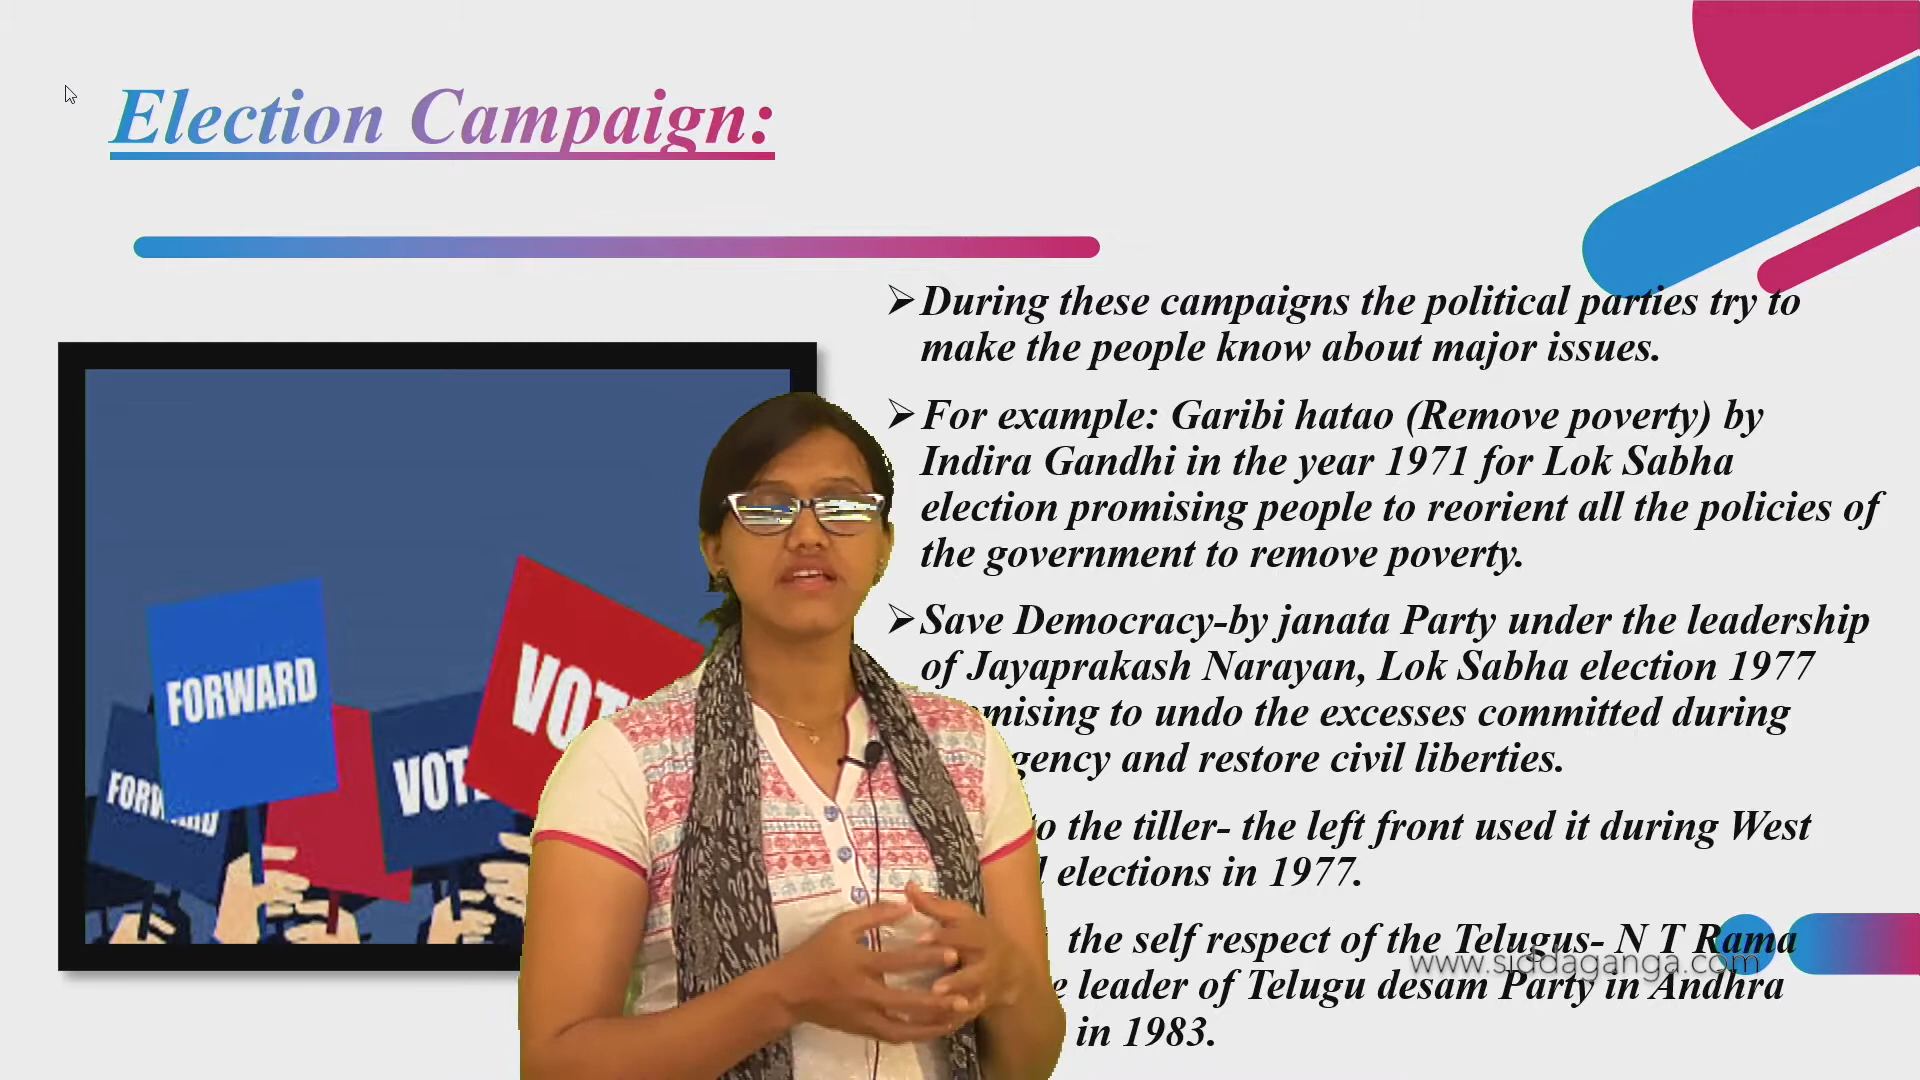 Election Campaign:
During these campaigns the political parties try to
make the people know about major issues.
For example: Garibi hatao (Remove poverty) by
Indira Gandhi in the year 1971 for Lok Sabha
election promising people to reorient all the policies of
the government to remove poverty.
Save Democracy-by janata Party under the leadership
of Jayaprakash Narayan, Lok Sabha election 1977
to undo the excesses committed during
and restore civil liberties.
to the tiller- the left front used it during West
elections in 1977.
the self respect of the Telugus- N T Rama
leader of Telugu desam Party in Andhra
in 1983.
www.siddaganga.com
FORWARD